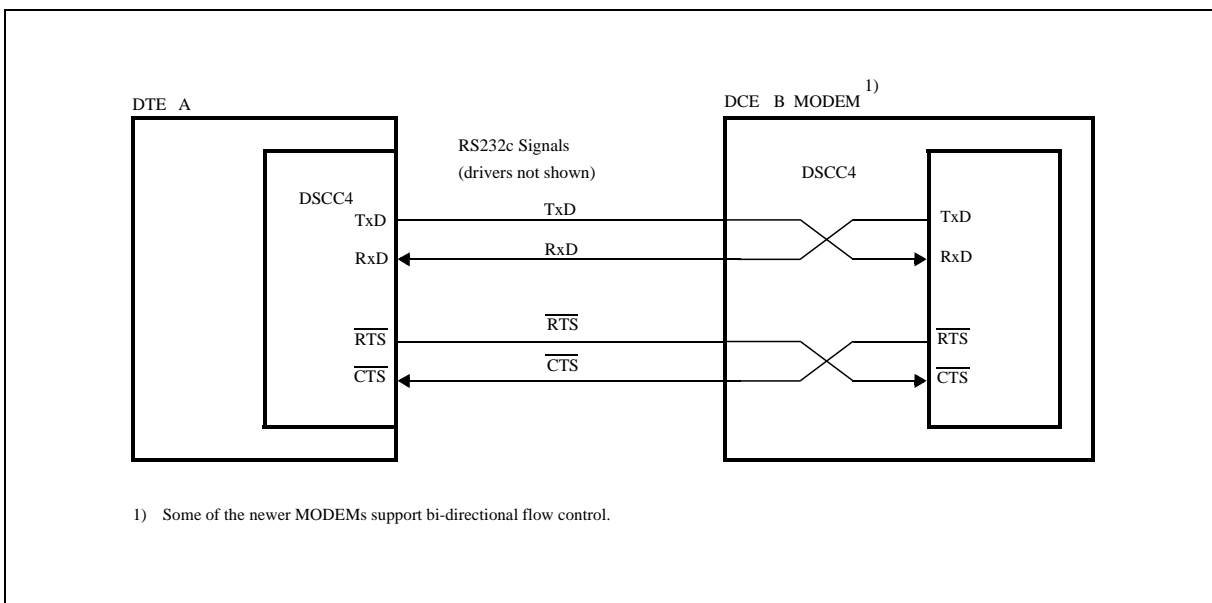 DTE A
DCE B MODEM 1)
RS232c Signals
(drivers not shown)
DSCC4
DSCC4
TxD
TxD
TxD
RxD
RxD
RxD
RTS
RTS
RTS
CTS
CTS
CTS
1) Some of the newer MODEMs support bi-directional flow control.